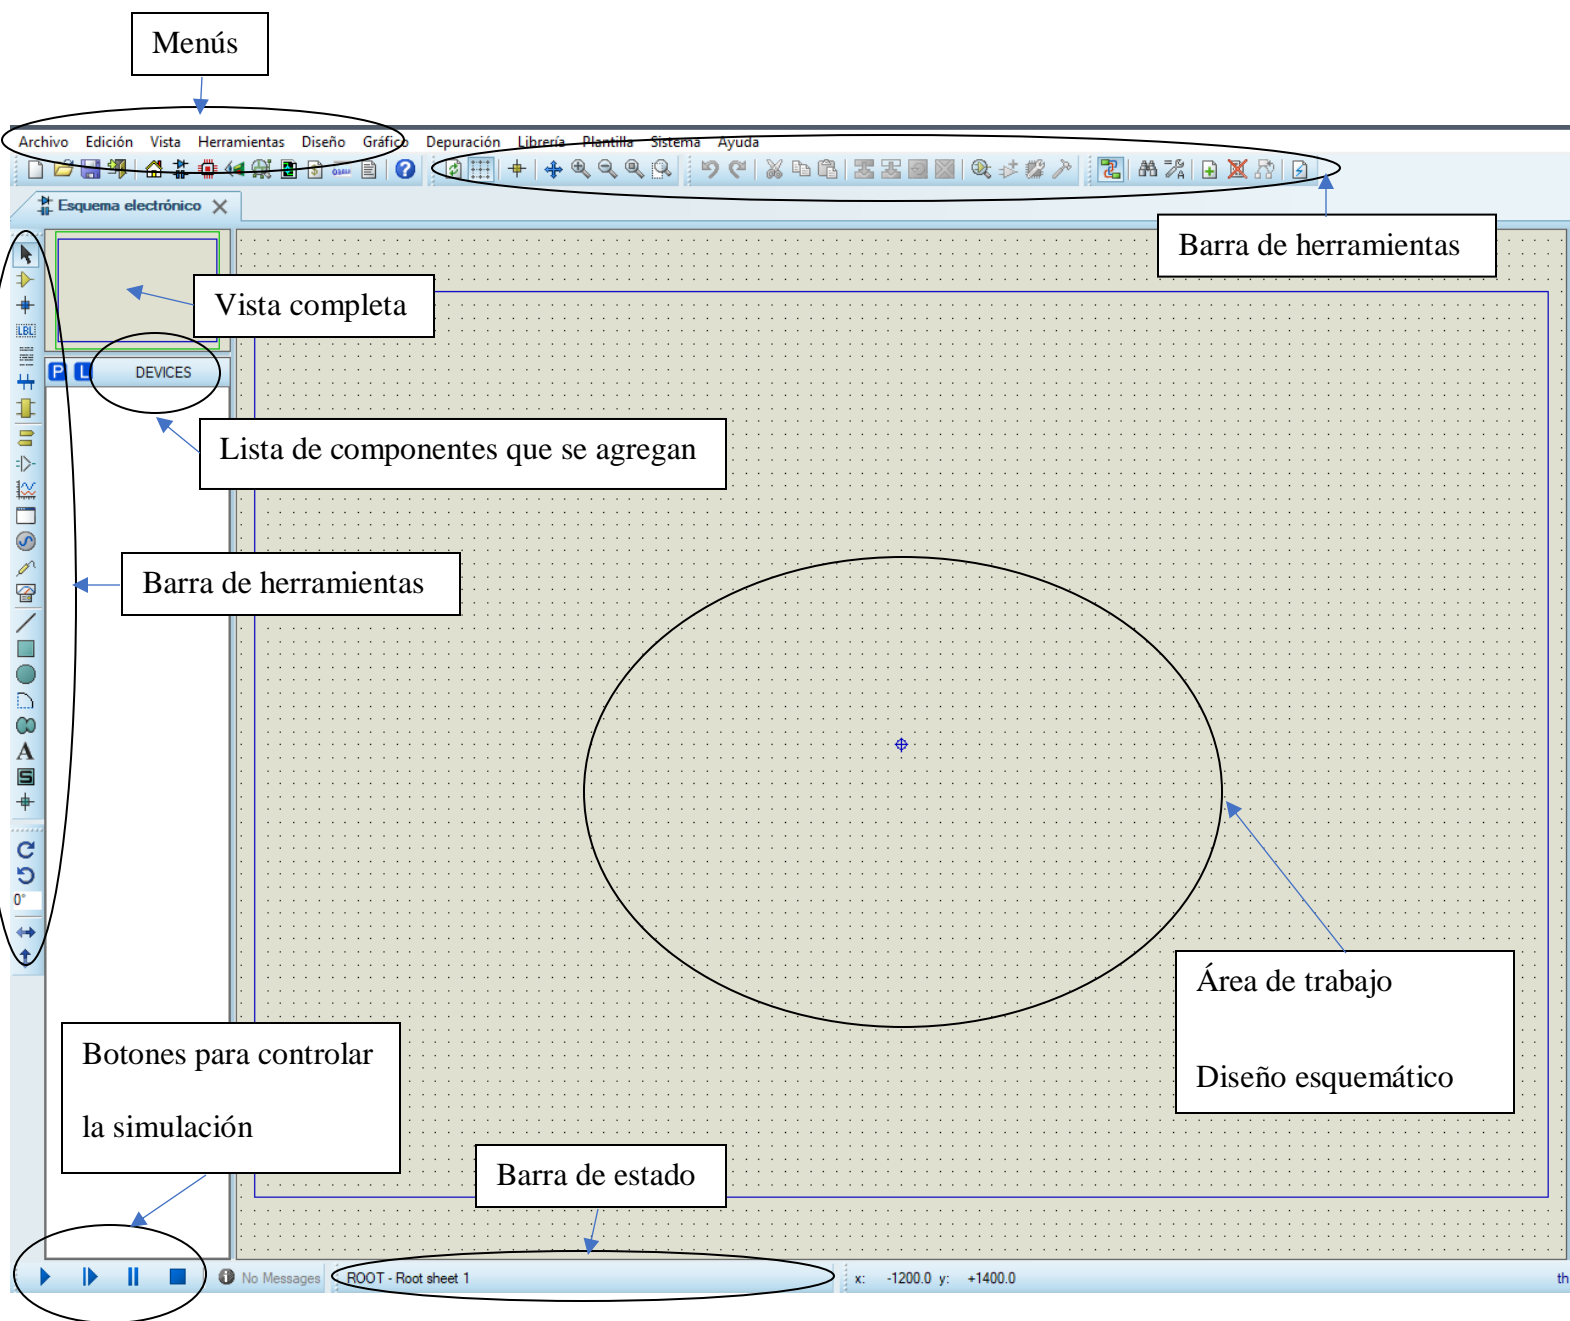 Menús
Archivo Edición Vista Herramientas Diseño Gráfico Depuración Librería Plantilla Sistema Ayuda
Esquema electrónico
Barra de herramientas
Vista completa
LBL
P L DEVICES
Lista de componentes que se agregan
Barra de herramientas
A
S
0°
Área de trabajo
Diseño esquemático
Botones para controlar
la simulación
Barra de estado
No Messages ROOT - Root sheet 1 x: -1200.0 y: +1400.0 th